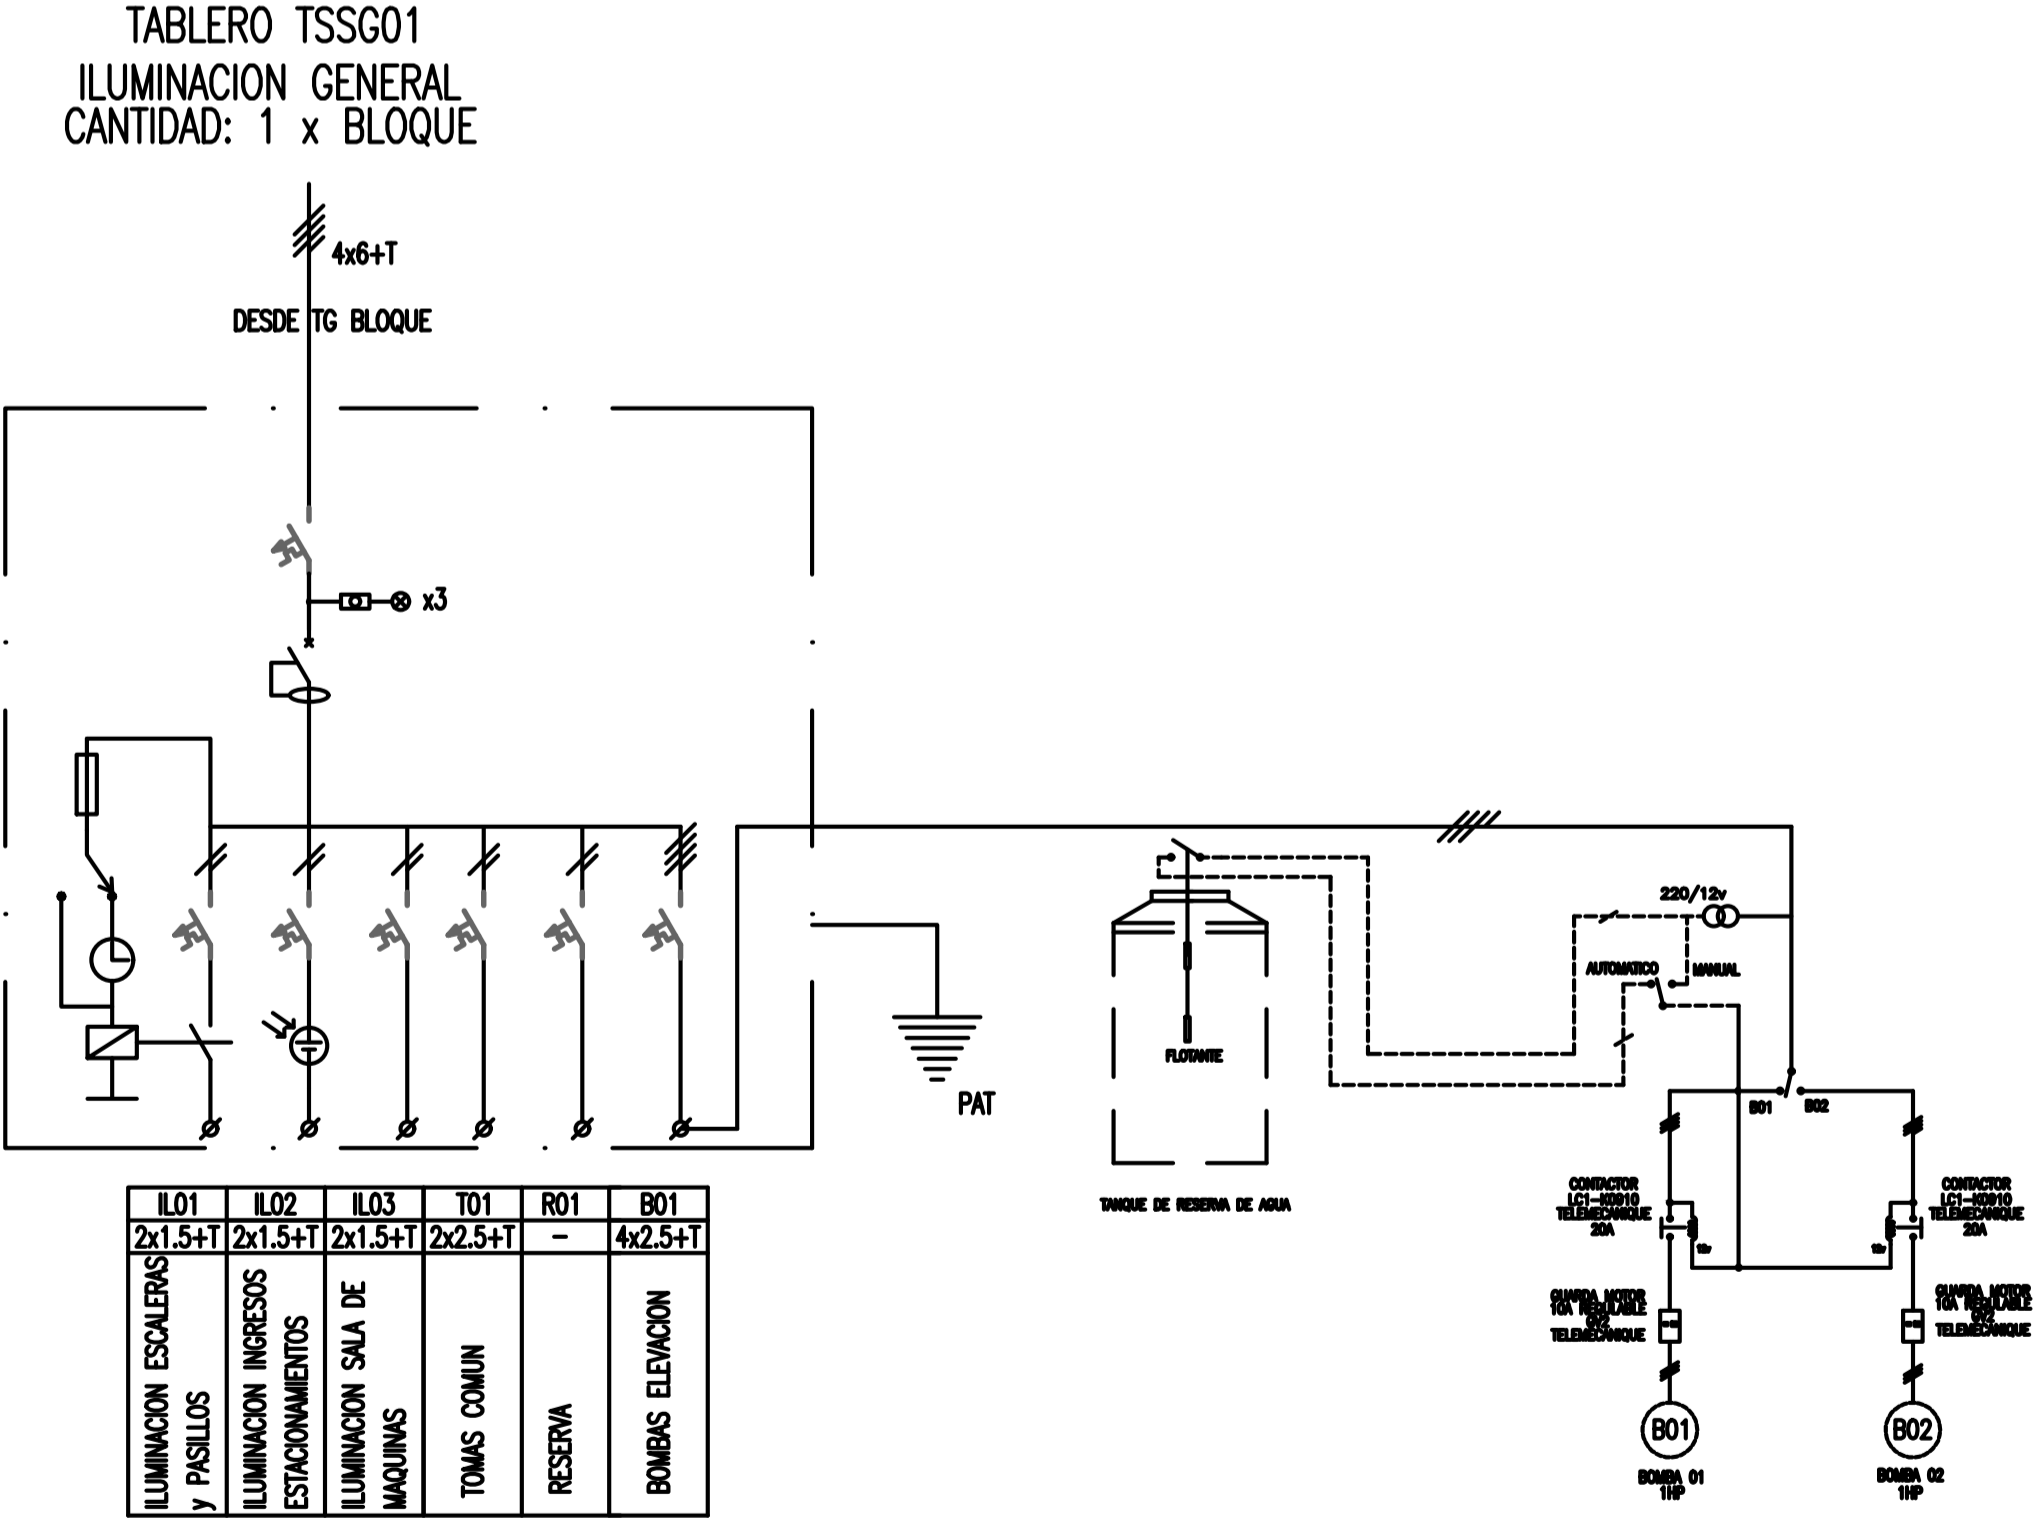 TABLERO TSSG01
ILUMINACION GENERAL
CANTIDAD: 1 x BLOQUE
4x6+T
DESDE TG BLOQUE
x3
220/12v
AUTOMATICO
MANUAL
FLOTANTE
PAT
TANQUE DE RESERVA DE AGUA
B01
B02
CONTACTOR
LC1-K0910
TELEMECANIQUE
20A
12v
GUARDA MOTOR
10A REGULABLE
GV2
TELEMECANIQUE
CONTACTOR
LC1-K0910
TELEMECANIQUE
20A
12v
GUARDA MOTOR
10A REGULABLE
GV2
TELEMECANIQUE
B01
BOMBA 01
1HP
B02
BOMBA 02
1HP
IL01 IL02 IL03 T01 R01 B01
2x1.5+T 2x1.5+T 2x1.5+T 2x2.5+T - 4x2.5+T
ILUMINACION ESCALERAS
y PASILLOS
ILUMINACION INGRESOS
ESTACIONAMIENTOS
ILUMINACION SALA DE
MAQUINAS
TOMAS COMUN
RESERVA
BOMBAS ELEVACION